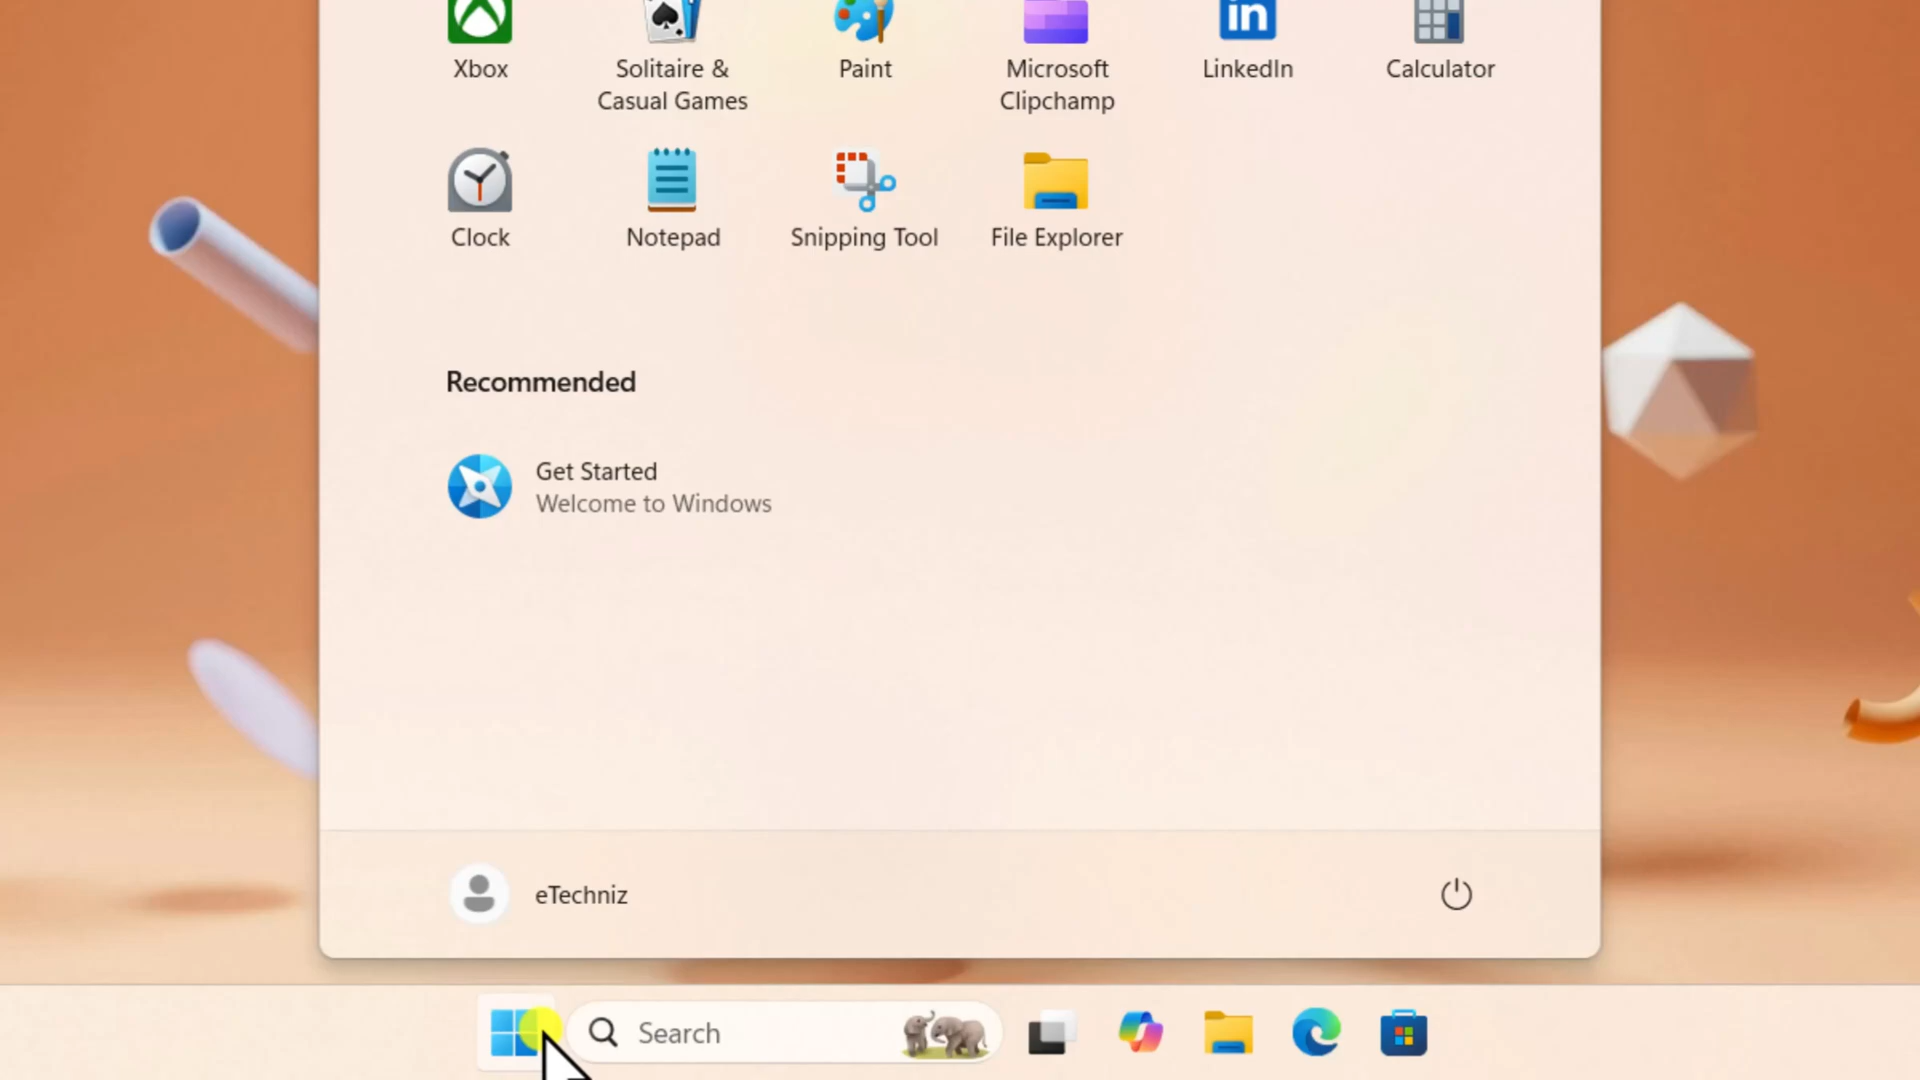 Xbox
Solitaire &
Casual Games
Paint
Microsoft
Clipchamp
in
LinkedIn
Calculator
Clock
Notepad
Snipping Tool
File Explorer
Recommended
Get Started
Welcome to Windows
eTechniz
Search